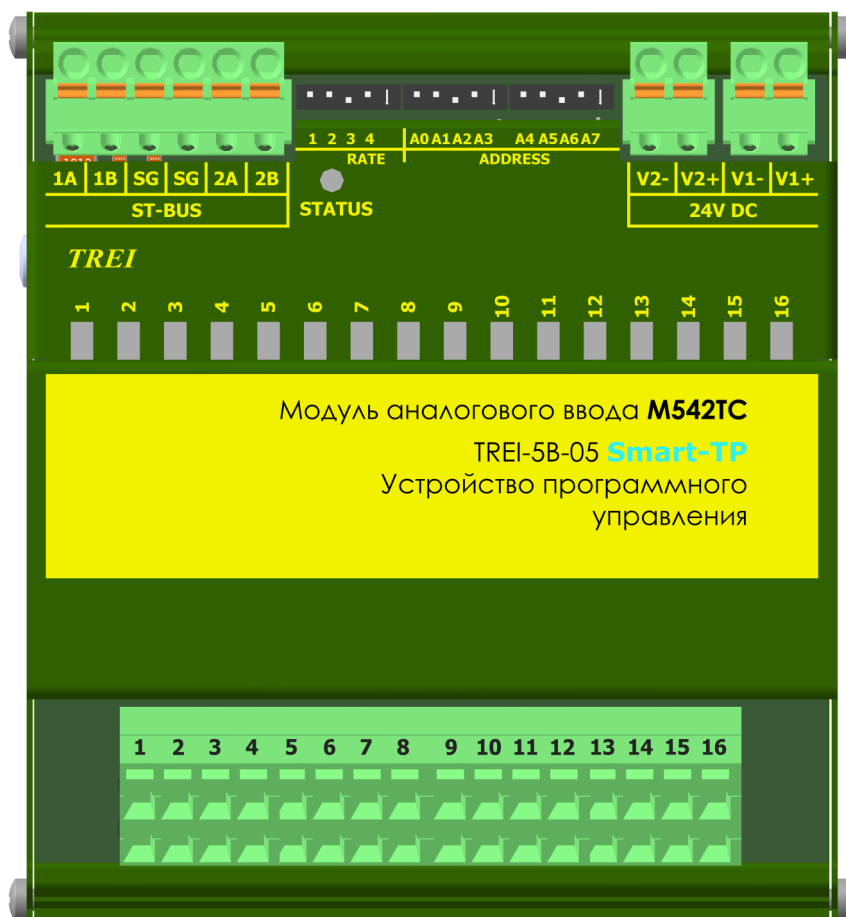 1 2 3 4 A0 A1 A2 A3 A4 A5 A6 A7
RATE ADDRESS
1A 1B SG SG 2A 2B V2- V2+ V1- V1+
ST-BUS STATUS 24V DC
TREI
1 2 3 4 5 6 7 8 9 10 11 12 13 14 15 16
Модуль аналогового ввода M542TC
TREI-5B-05 Smart-TP
Устройство программного
управления
1 2 3 4 5 6 7 8 9 10 11 12 13 14 15 16